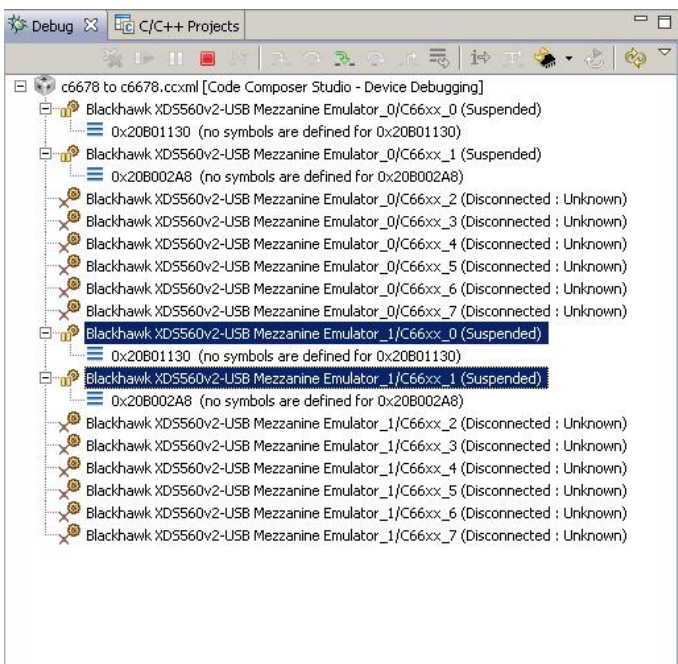 Debug C/C++ Projects
c6678 to c6678.ccxml [Code Composer Studio - Device Debugging]
Blackhawk XDS560v2-USB Mezzanine Emulator_0/C66xx_0 (Suspended)
0x20B01130 (no symbols are defined for 0x20B01130)
Blackhawk XDS560v2-USB Mezzanine Emulator_0/C66xx_1 (Suspended)
0x20B002A8 (no symbols are defined for 0x20B002A8)
Blackhawk XDS560v2-USB Mezzanine Emulator_0/C66xx_2 (Disconnected : Unknown)
Blackhawk XDS560v2-USB Mezzanine Emulator_0/C66xx_3 (Disconnected : Unknown)
Blackhawk XDS560v2-USB Mezzanine Emulator_0/C66xx_4 (Disconnected : Unknown)
Blackhawk XDS560v2-USB Mezzanine Emulator_0/C66xx_5 (Disconnected : Unknown)
Blackhawk XDS560v2-USB Mezzanine Emulator_0/C66xx_6 (Disconnected : Unknown)
Blackhawk XDS560v2-USB Mezzanine Emulator_0/C66xx_7 (Disconnected : Unknown)
Blackhawk XDS560v2-USB Mezzanine Emulator_1/C66xx_0 (Suspended)
0x20B01130 (no symbols are defined for 0x20B01130)
Blackhawk XDS560v2-USB Mezzanine Emulator_1/C66xx_1 (Suspended)
0x20B002A8 (no symbols are defined for 0x20B002A8)
Blackhawk XDS560v2-USB Mezzanine Emulator_1/C66xx_2 (Disconnected : Unknown)
Blackhawk XDS560v2-USB Mezzanine Emulator_1/C66xx_3 (Disconnected : Unknown)
Blackhawk XDS560v2-USB Mezzanine Emulator_1/C66xx_4 (Disconnected : Unknown)
Blackhawk XDS560v2-USB Mezzanine Emulator_1/C66xx_5 (Disconnected : Unknown)
Blackhawk XDS560v2-USB Mezzanine Emulator_1/C66xx_6 (Disconnected : Unknown)
Blackhawk XDS560v2-USB Mezzanine Emulator_1/C66xx_7 (Disconnected : Unknown)